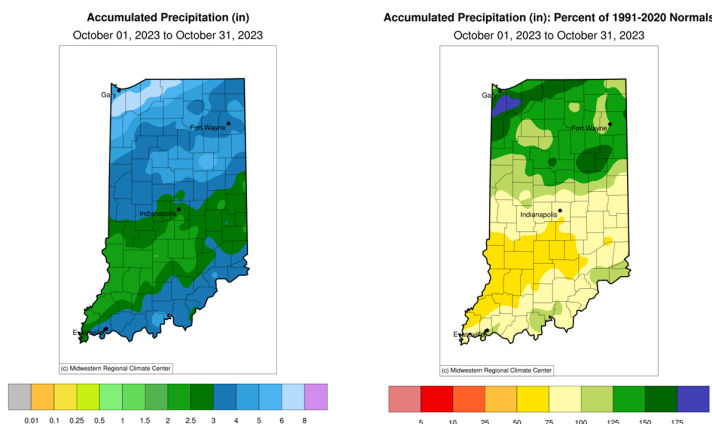 Accumulated Precipitation (in)
October 01, 2023 to October 31, 2023
Gary
Fort Wayne
Indianapolis
Evansville
(c) Midwestern Regional Climate Center
0.01 0.1 0.25 0.5 1 1.5 2 2.5 3 4 5 6 8
Accumulated Precipitation (in): Percent of 1991-2020 Normals
October 01, 2023 to October 31, 2023
Gary
Fort Wayne
Indianapolis
Evansville
(c) Midwestern Regional Climate Center
5 10 25 50 75 100 125 150 175